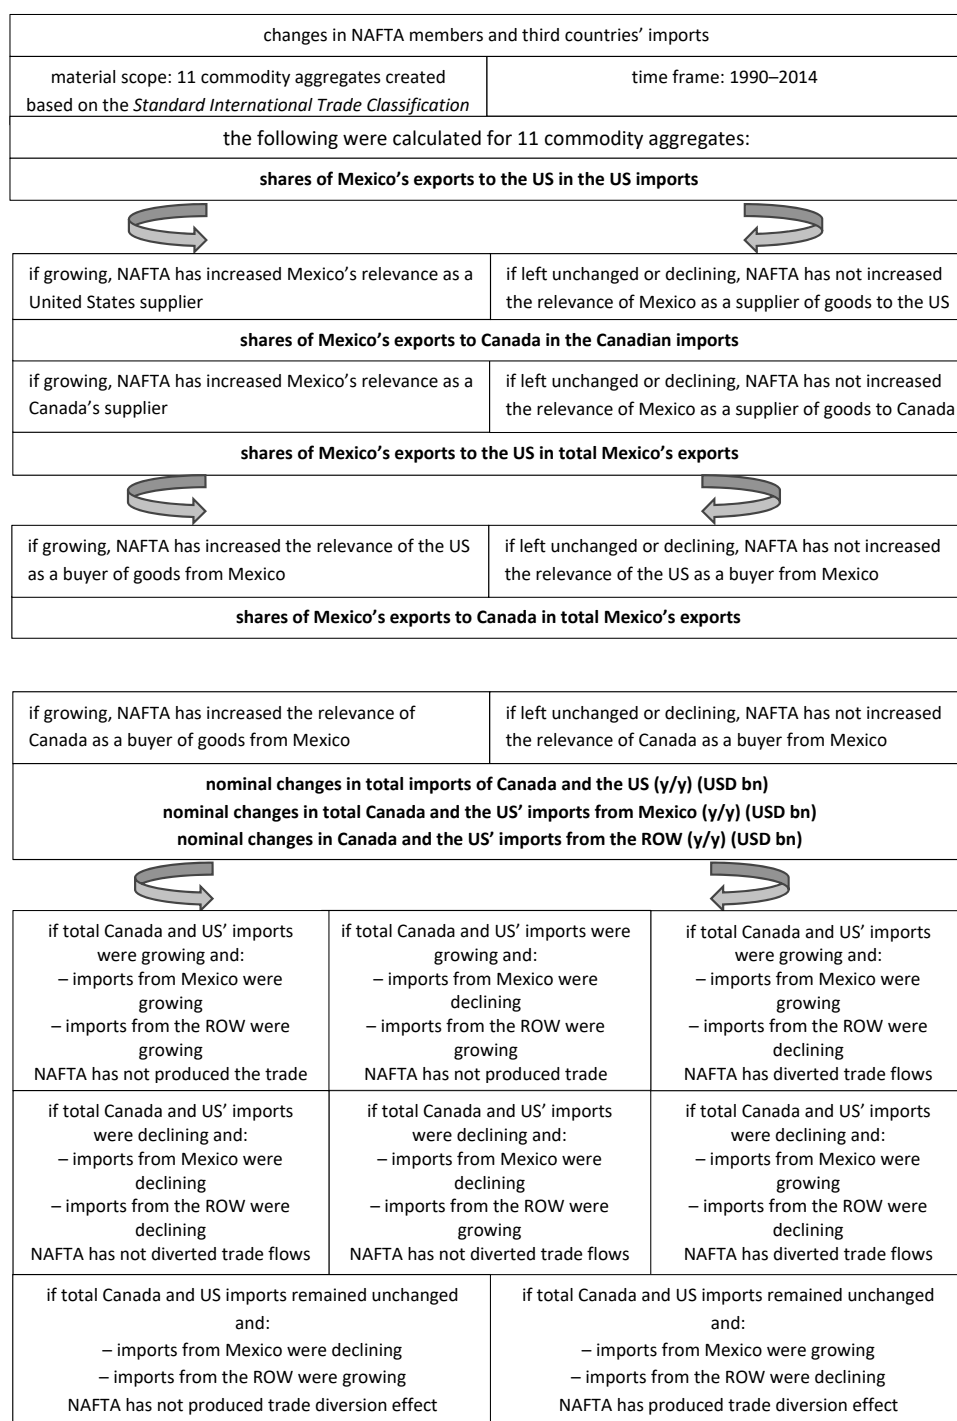 changes in NAFTA members and third countries’ imports
material scope: 11 commodity aggregates created
based on the Standard International Trade Classification
time frame: 1990–2014
the following were calculated for 11 commodity aggregates:
shares of Mexico’s exports to the US in the US imports
if growing, NAFTA has increased Mexico’s relevance as a
United States supplier
if left unchanged or declining, NAFTA has not increased
the relevance of Mexico as a supplier of goods to the US
shares of Mexico’s exports to Canada in the Canadian imports
if growing, NAFTA has increased Mexico’s relevance as a
Canada’s supplier
if left unchanged or declining, NAFTA has not increased
the relevance of Mexico as a supplier of goods to Canada
shares of Mexico’s exports to the US in total Mexico’s exports
if growing, NAFTA has increased the relevance of the US
as a buyer of goods from Mexico
if left unchanged or declining, NAFTA has not increased
the relevance of the US as a buyer from Mexico
shares of Mexico’s exports to Canada in total Mexico’s exports
if growing, NAFTA has increased the relevance of
Canada as a buyer of goods from Mexico
if left unchanged or declining, NAFTA has not increased
the relevance of Canada as a buyer from Mexico
nominal changes in total imports of Canada and the US (y/y) (USD bn)
nominal changes in total Canada and the US’ imports from Mexico (y/y) (USD bn)
nominal changes in Canada and the US’ imports from the ROW (y/y) (USD bn)
if total Canada and US’ imports
were growing and:
– imports from Mexico were
growing
– imports from the ROW were
growing
NAFTA has not produced the trade
if total Canada and US’ imports were
growing and:
– imports from Mexico were
declining
– imports from the ROW were
growing
NAFTA has not produced trade
if total Canada and US’ imports
were growing and:
– imports from Mexico were
growing
– imports from the ROW were
declining
NAFTA has diverted trade flows
if total Canada and US’ imports
were declining and:
– imports from Mexico were
declining
– imports from the ROW were
declining
NAFTA has not diverted trade flows
if total Canada and US’ imports
were declining and:
– imports from Mexico were
declining
– imports from the ROW were
growing
NAFTA has not diverted trade flows
if total Canada and US’ imports
were declining and:
– imports from Mexico were
growing
– imports from the ROW were
declining
NAFTA has diverted trade flows
if total Canada and US imports remained unchanged
and:
– imports from Mexico were declining
– imports from the ROW were growing
NAFTA has not produced trade diversion effect
if total Canada and US imports remained unchanged
and:
– imports from Mexico were growing
– imports from the ROW were declining
NAFTA has produced trade diversion effect